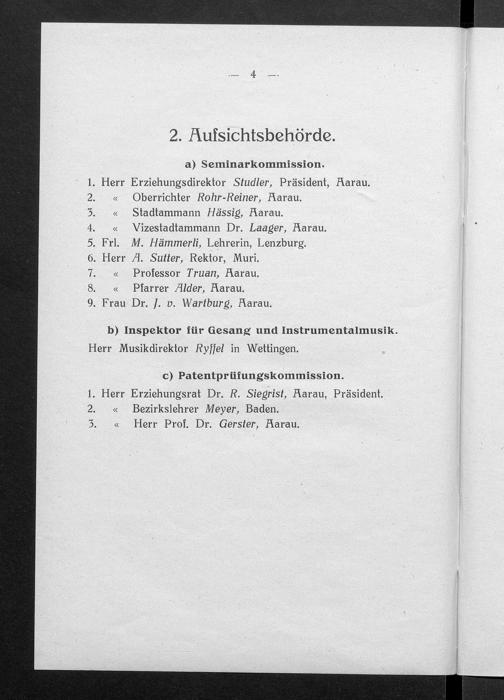 — 4 —
2. Aufsichtsbehörde.
a) Seminarkommission.
1. Herr Erziehungsdirektor Studler, Präsident, Aarau.
2. « Oberrichter Rohr-Reiner, Aarau.
3. « Stadtammann Hässig, Aarau.
4. « Vizestadtammann Dr. Laager, Aarau.
5. Frl. M. Hämmerli, Lehrerin, Lenzburg.
6. Herr A. Sutter, Rektor, Muri.
7. « Professor Truan, Aarau.
8. « Pfarrer Alder, Aarau.
9. Frau Dr. J. v. Wartburg, Aarau.
b) Inspektor für Gesang und Instrumentalmusik.
Herr Musikdirektor Ryffel in Wettingen.
c) Patentprüfungskommission.
1. Herr Erziehungsrat Dr. R. Siegrist, Aarau, Präsident.
2. « Bezirkslehrer Meyer, Baden.
3. « Herr Prof. Dr. Gerster, Aarau.